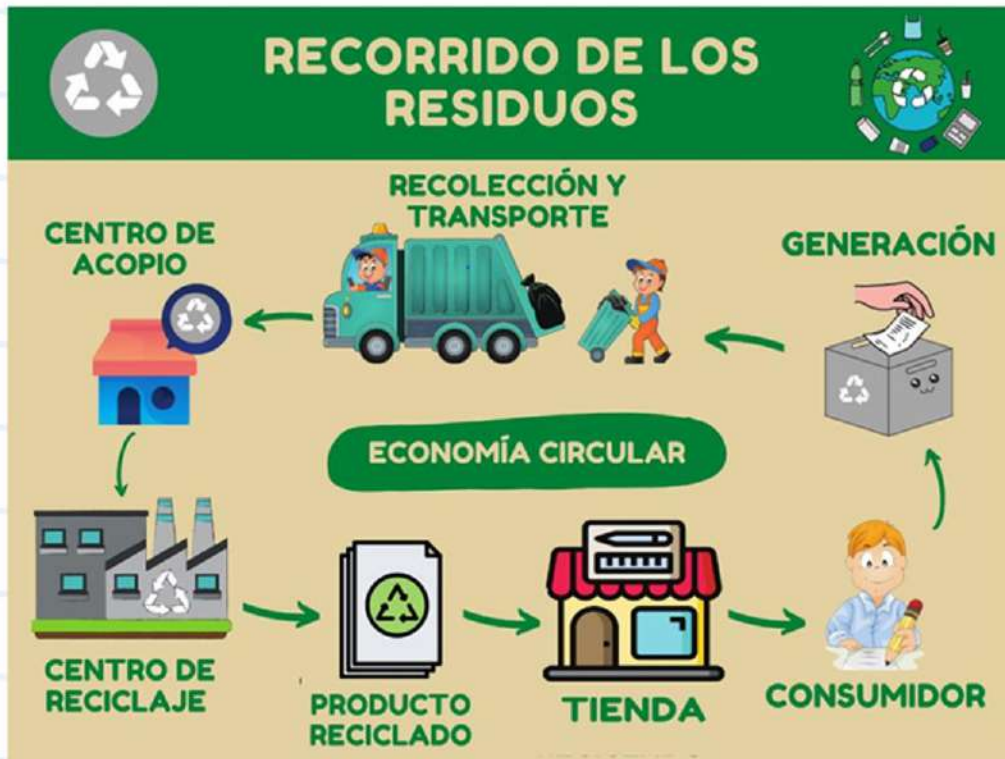 RECORRIDO DE LOS
RESIDUOS
RECOLECCIÓN Y
TRANSPORTE
CENTRO DE
ACOPIO
GENERACIÓN
ECONOMÍA CIRCULAR
CENTRO DE
RECICLAJE
PRODUCTO
RECICLADO
TIENDA
CONSUMIDOR